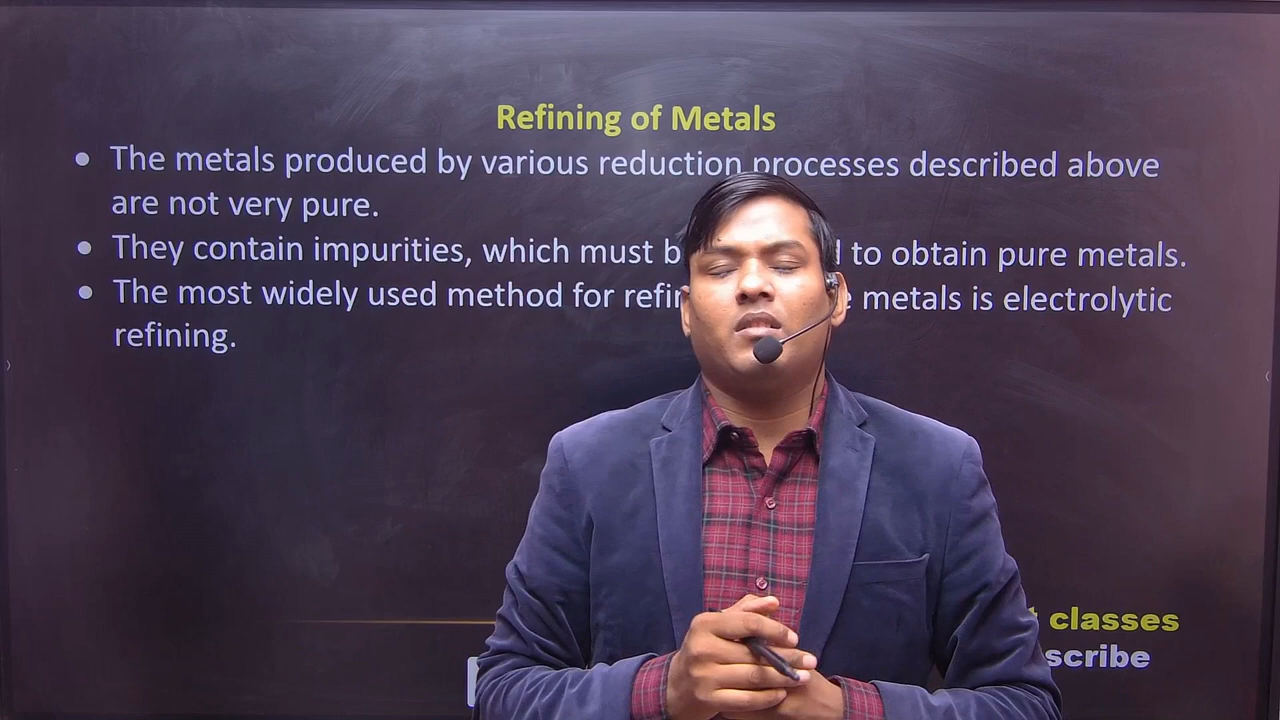 Refining of Metals
• The metals produced by various reduction processes described above
are not very pure.
• They contain impurities, which must to obtain pure metals.
• The most widely used method for metals is electrolytic
refining.
classes